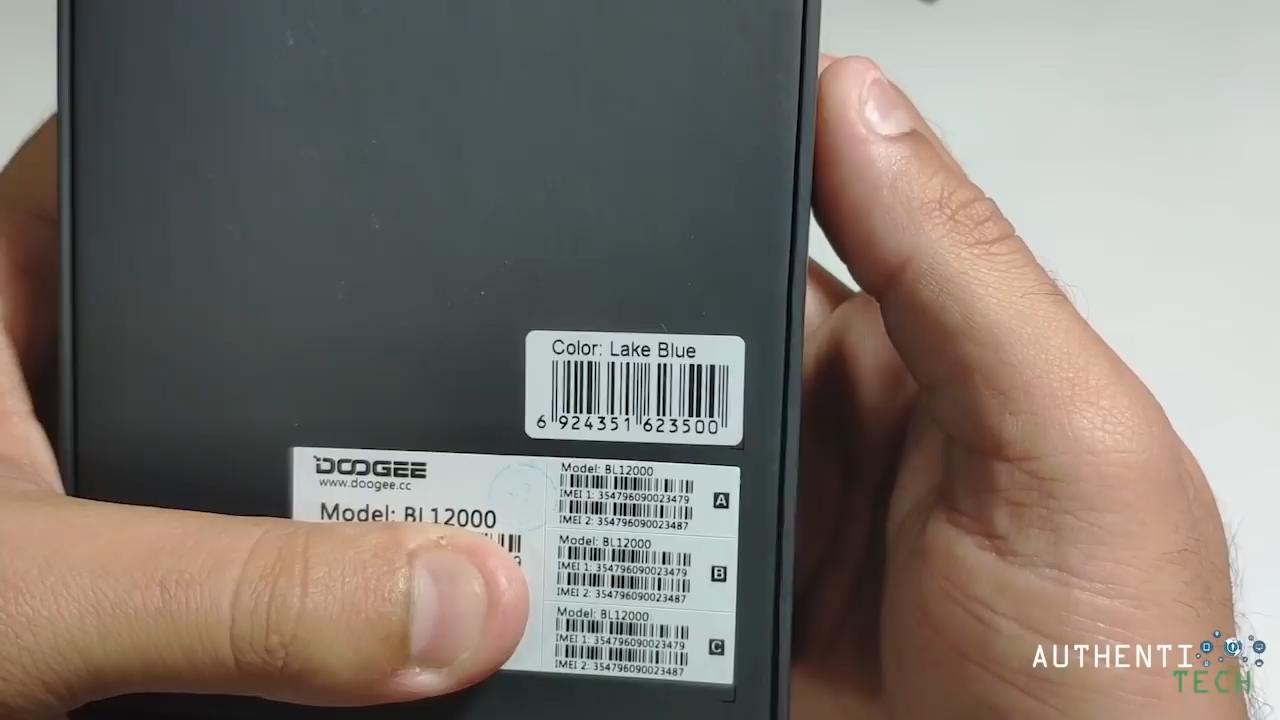 Color: Lake Blue
6 924351 623500
DOOGEE
www.doogee.cc
Model: BL12000
Model: BL12000
IMEI 1: 354796090023479
IMEI 2: 354796090023487
A
Model: BL12000
IMEI 1: 354796090023479
IMEI 2: 354796090023487
B
Model: BL12000
IMEI 1: 354796090023479
IMEI 2: 354796090023487
C
AUTHENTI
TECH